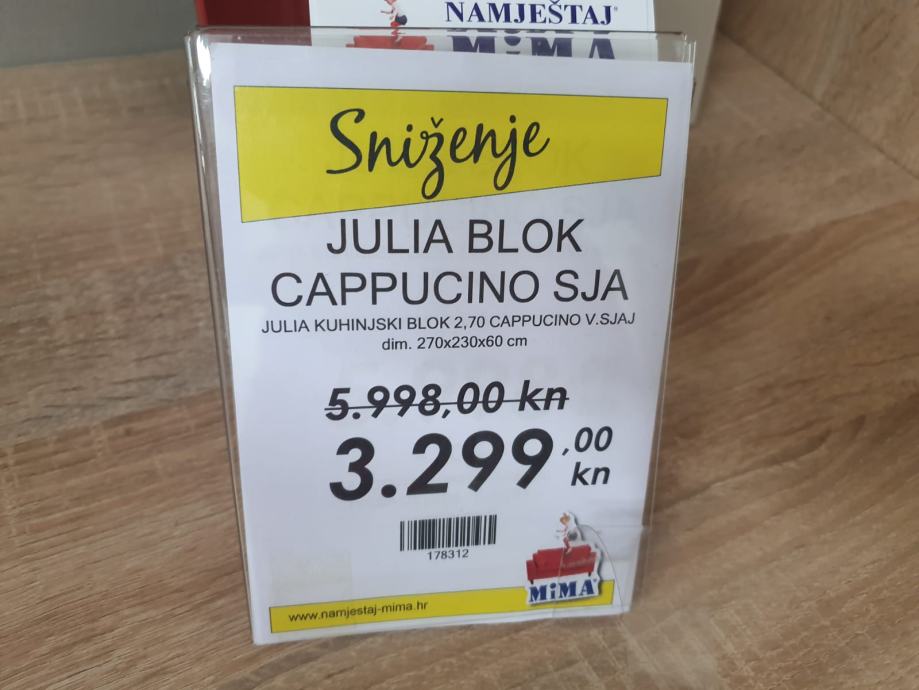 NAMJEŠTAJ®
MiMA
Sniženje
JULIA BLOK
CAPPUCINO SJA
JULIA KUHINJSKI BLOK 2,70 CAPPUCINO V.SJAJ
dim. 270x230x60 cm
5.998,00 kn
3.299,00 kn
178312
MiMA
www.namjestaj-mima.hr